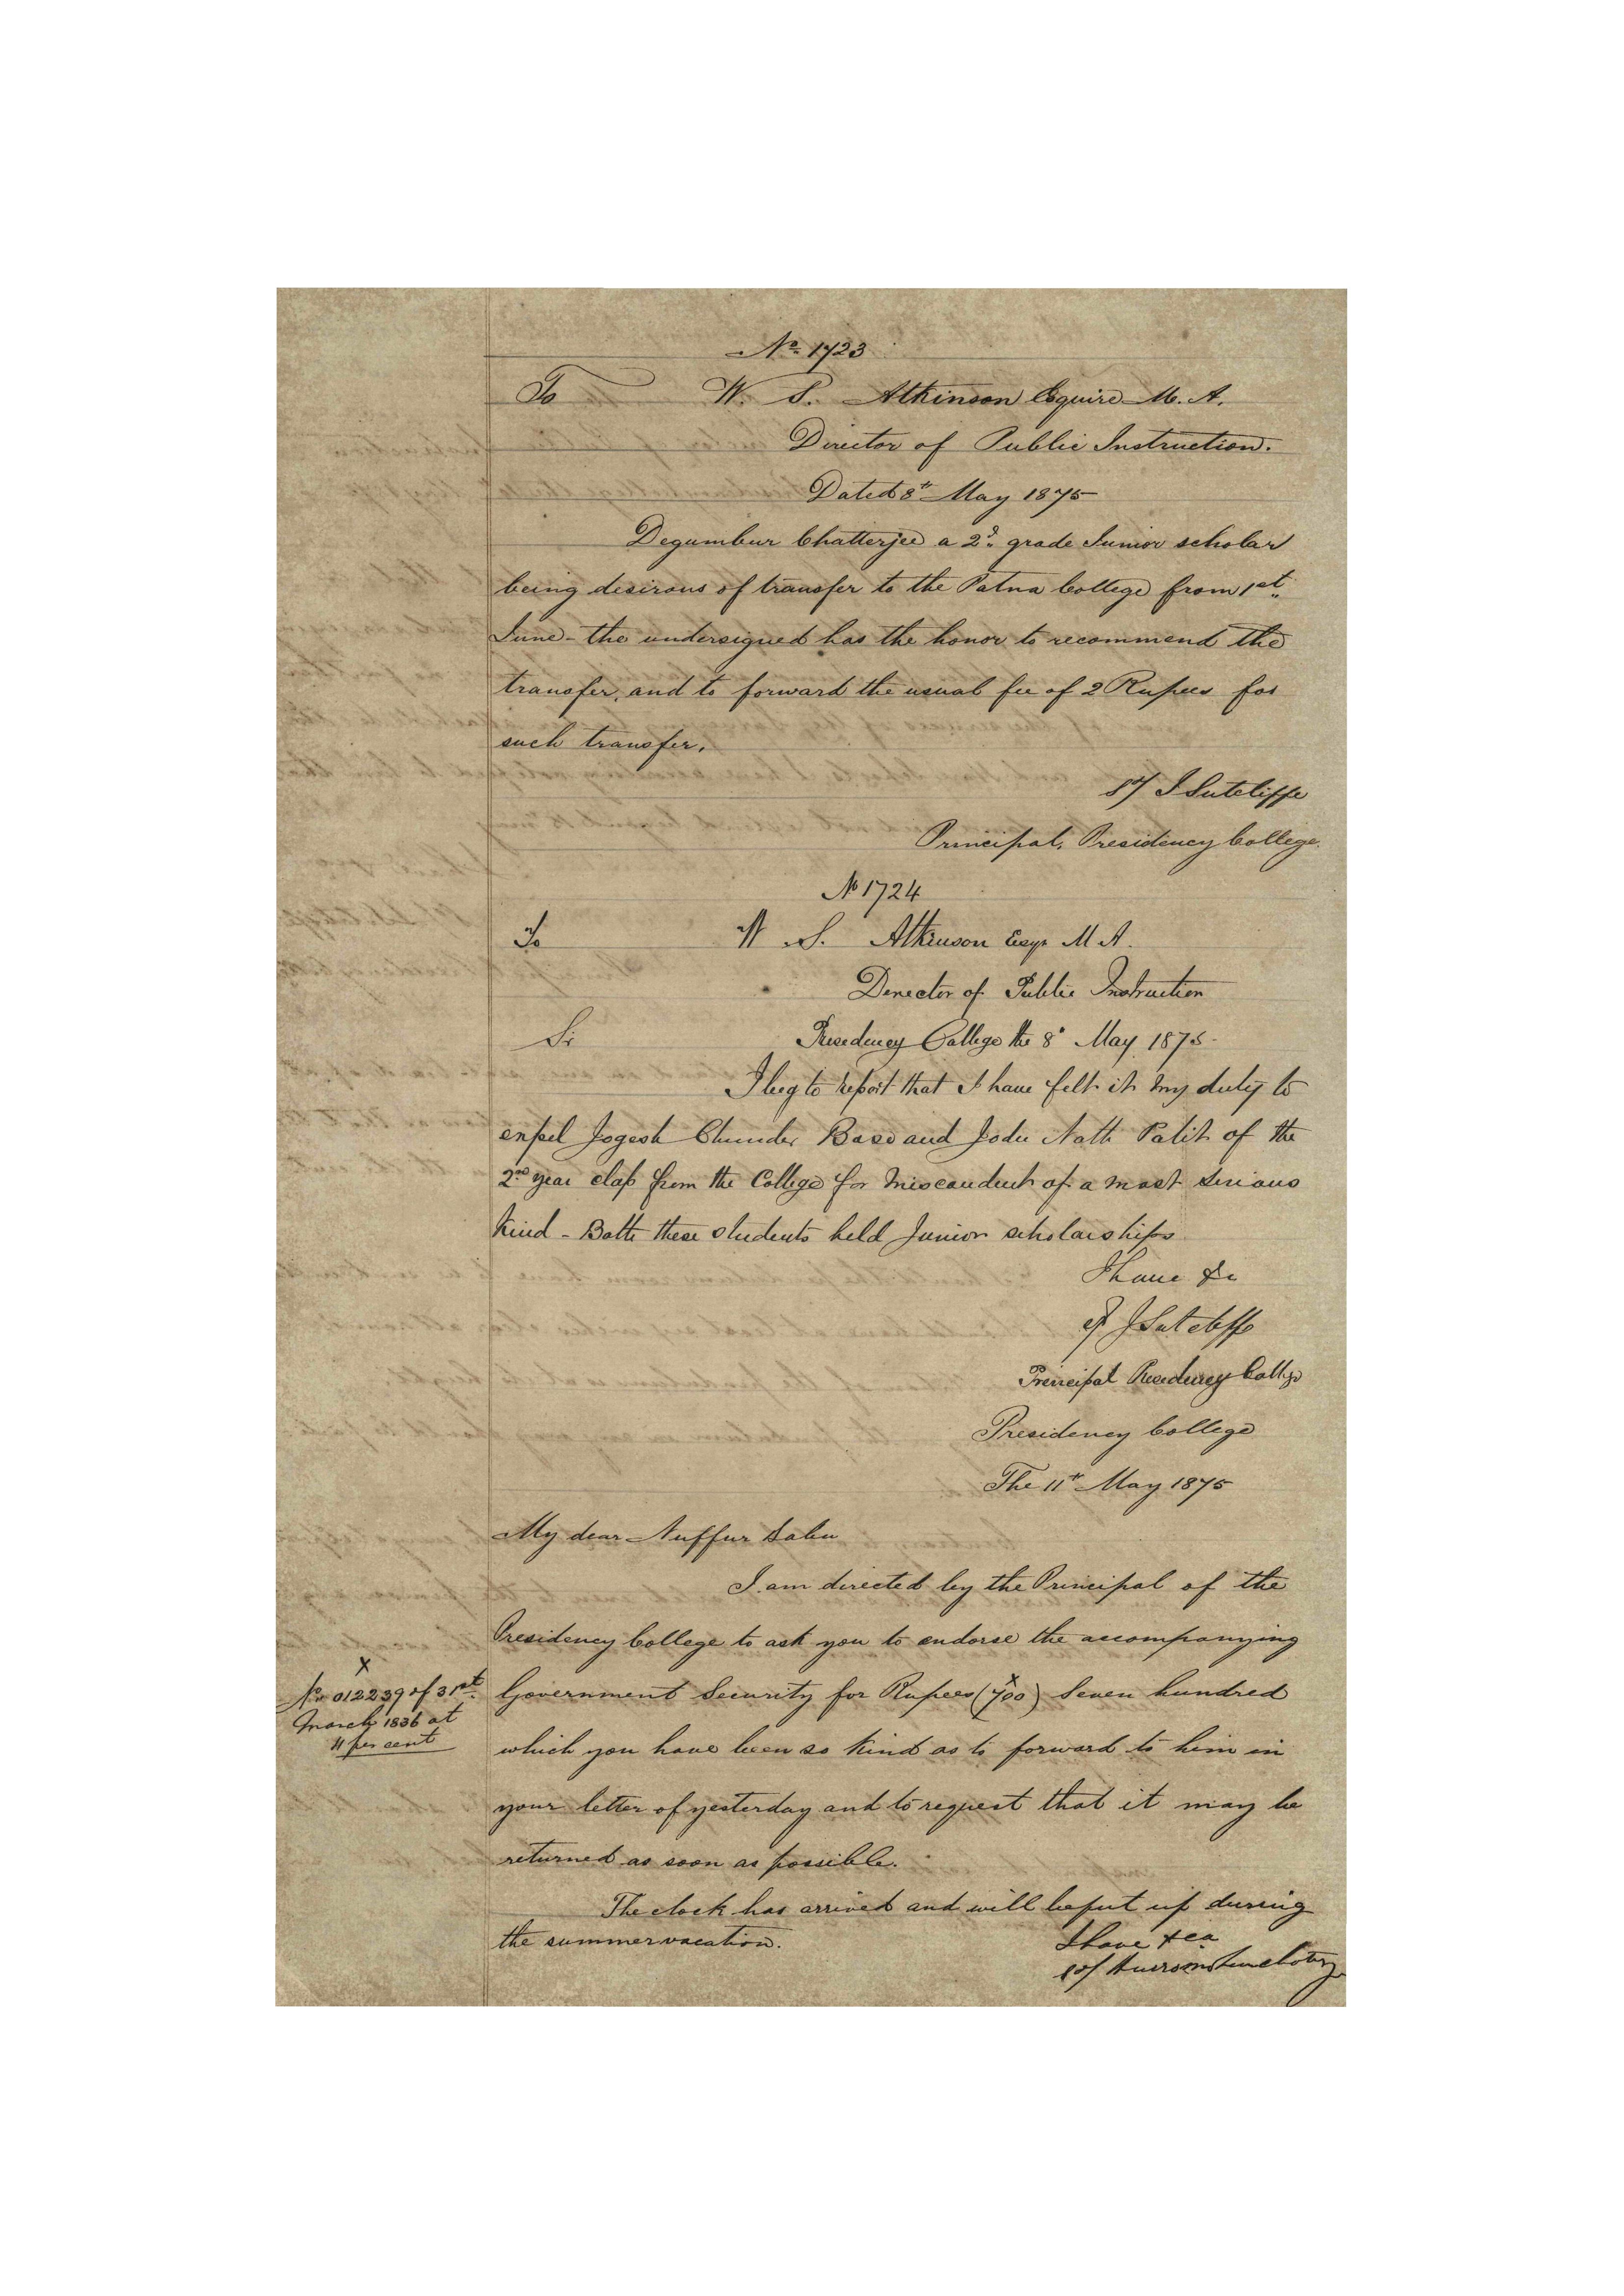 No. 1723
To W. S. Atkinson Esquire M. A.
Director of Public Instruction.
Dated 8th May 1875
Degumbur Chatterjee a 2d grade Junior scholar
being desirous of transfer to the Patna College from 1st
June - the undersigned has the honor to recommend the
transfer, and to forward the usual fee of 2 Rupees for
such transfer.
Sd/ J Sutcliffe
Principal, Presidency College.
No 1724
To W S. Atkinson Esqr M A.
Director of Public Instruction
Sir Presidency College the 8th May 1875
I beg to report that I have felt it my duty to
expel Jogesh Chunder Bose and Jodu Nath Palit of the
2nd year class from the College for misconduct of a most serious
kind - Both these students held Junior scholarships
I have &c
Sd/ J Sutcliffe
Principal Presidency College
Presidency College
The 11th May 1875
My dear Nuffur Babu
I am directed by the Principal of the
Presidency College to ask you to endorse the accompanying
X
No. 012239 of 31st
March 1836 at
4 per cent
Government Security for Rupees (700) X Seven hundred
which you have been so kind as to forward to him in
your letter of yesterday and to request that it may be
returned as soon as possible.
The clock has arrived and will be put up during
the summer vacation.
I have &ca
Sd/